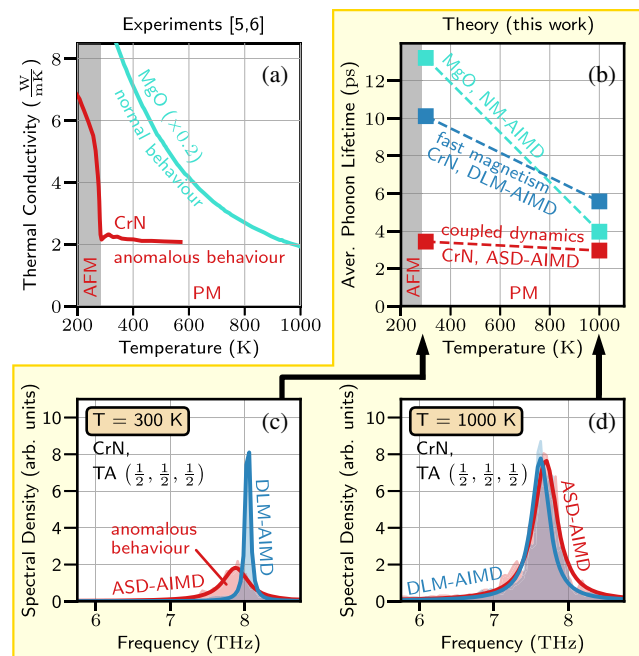 Experiments [5,6]
Thermal Conductivity (W/mK)
8
6
4
2
0
(a)
MgO (×0.2)
normal behaviour
CrN
anomalous behaviour
AFM
PM
200 400 600 800 1000
Temperature (K)
Theory (this work)
Aver. Phonon Lifetime (ps)
12
10
8
6
4
2
0
(b)
MgO, NM-AIMD
fast magnetism
CrN, DLM-AIMD
coupled dynamics
CrN, ASD-AIMD
AFM
PM
200 400 600 800 1000
Temperature (K)
Spectral Density (arb. units)
10
8
6
4
2
0
T = 300 K
(c)
CrN,
TA (1/2, 1/2, 1/2)
anomalous
behaviour
ASD-AIMD
DLM-AIMD
6 7 8
Frequency (THz)
Spectral Density (arb. units)
10
8
6
4
2
0
T = 1000 K
(d)
CrN,
TA (1/2, 1/2, 1/2)
DLM-AIMD
ASD-AIMD
6 7 8
Frequency (THz)